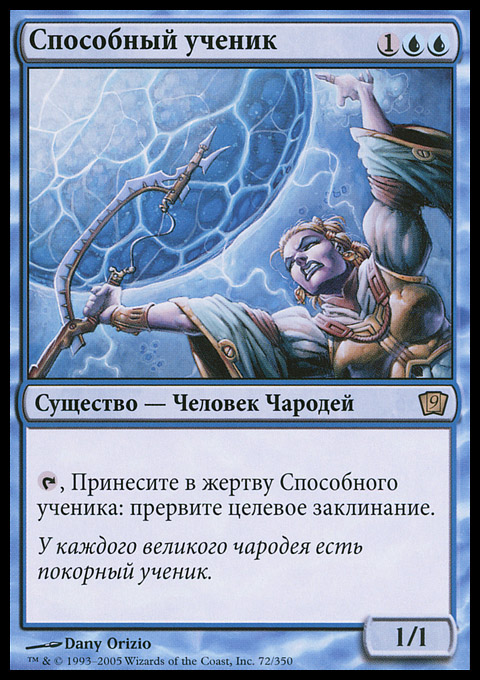 Способный ученик
1
Существо — Человек Чародей
9
, Принесите в жертву Способного
ученика: прервите целевое заклинание.
У каждого великого чародея есть
покорный ученик.
Dany Orizio
1/1
™ & © 1993–2005 Wizards of the Coast, Inc. 72/350